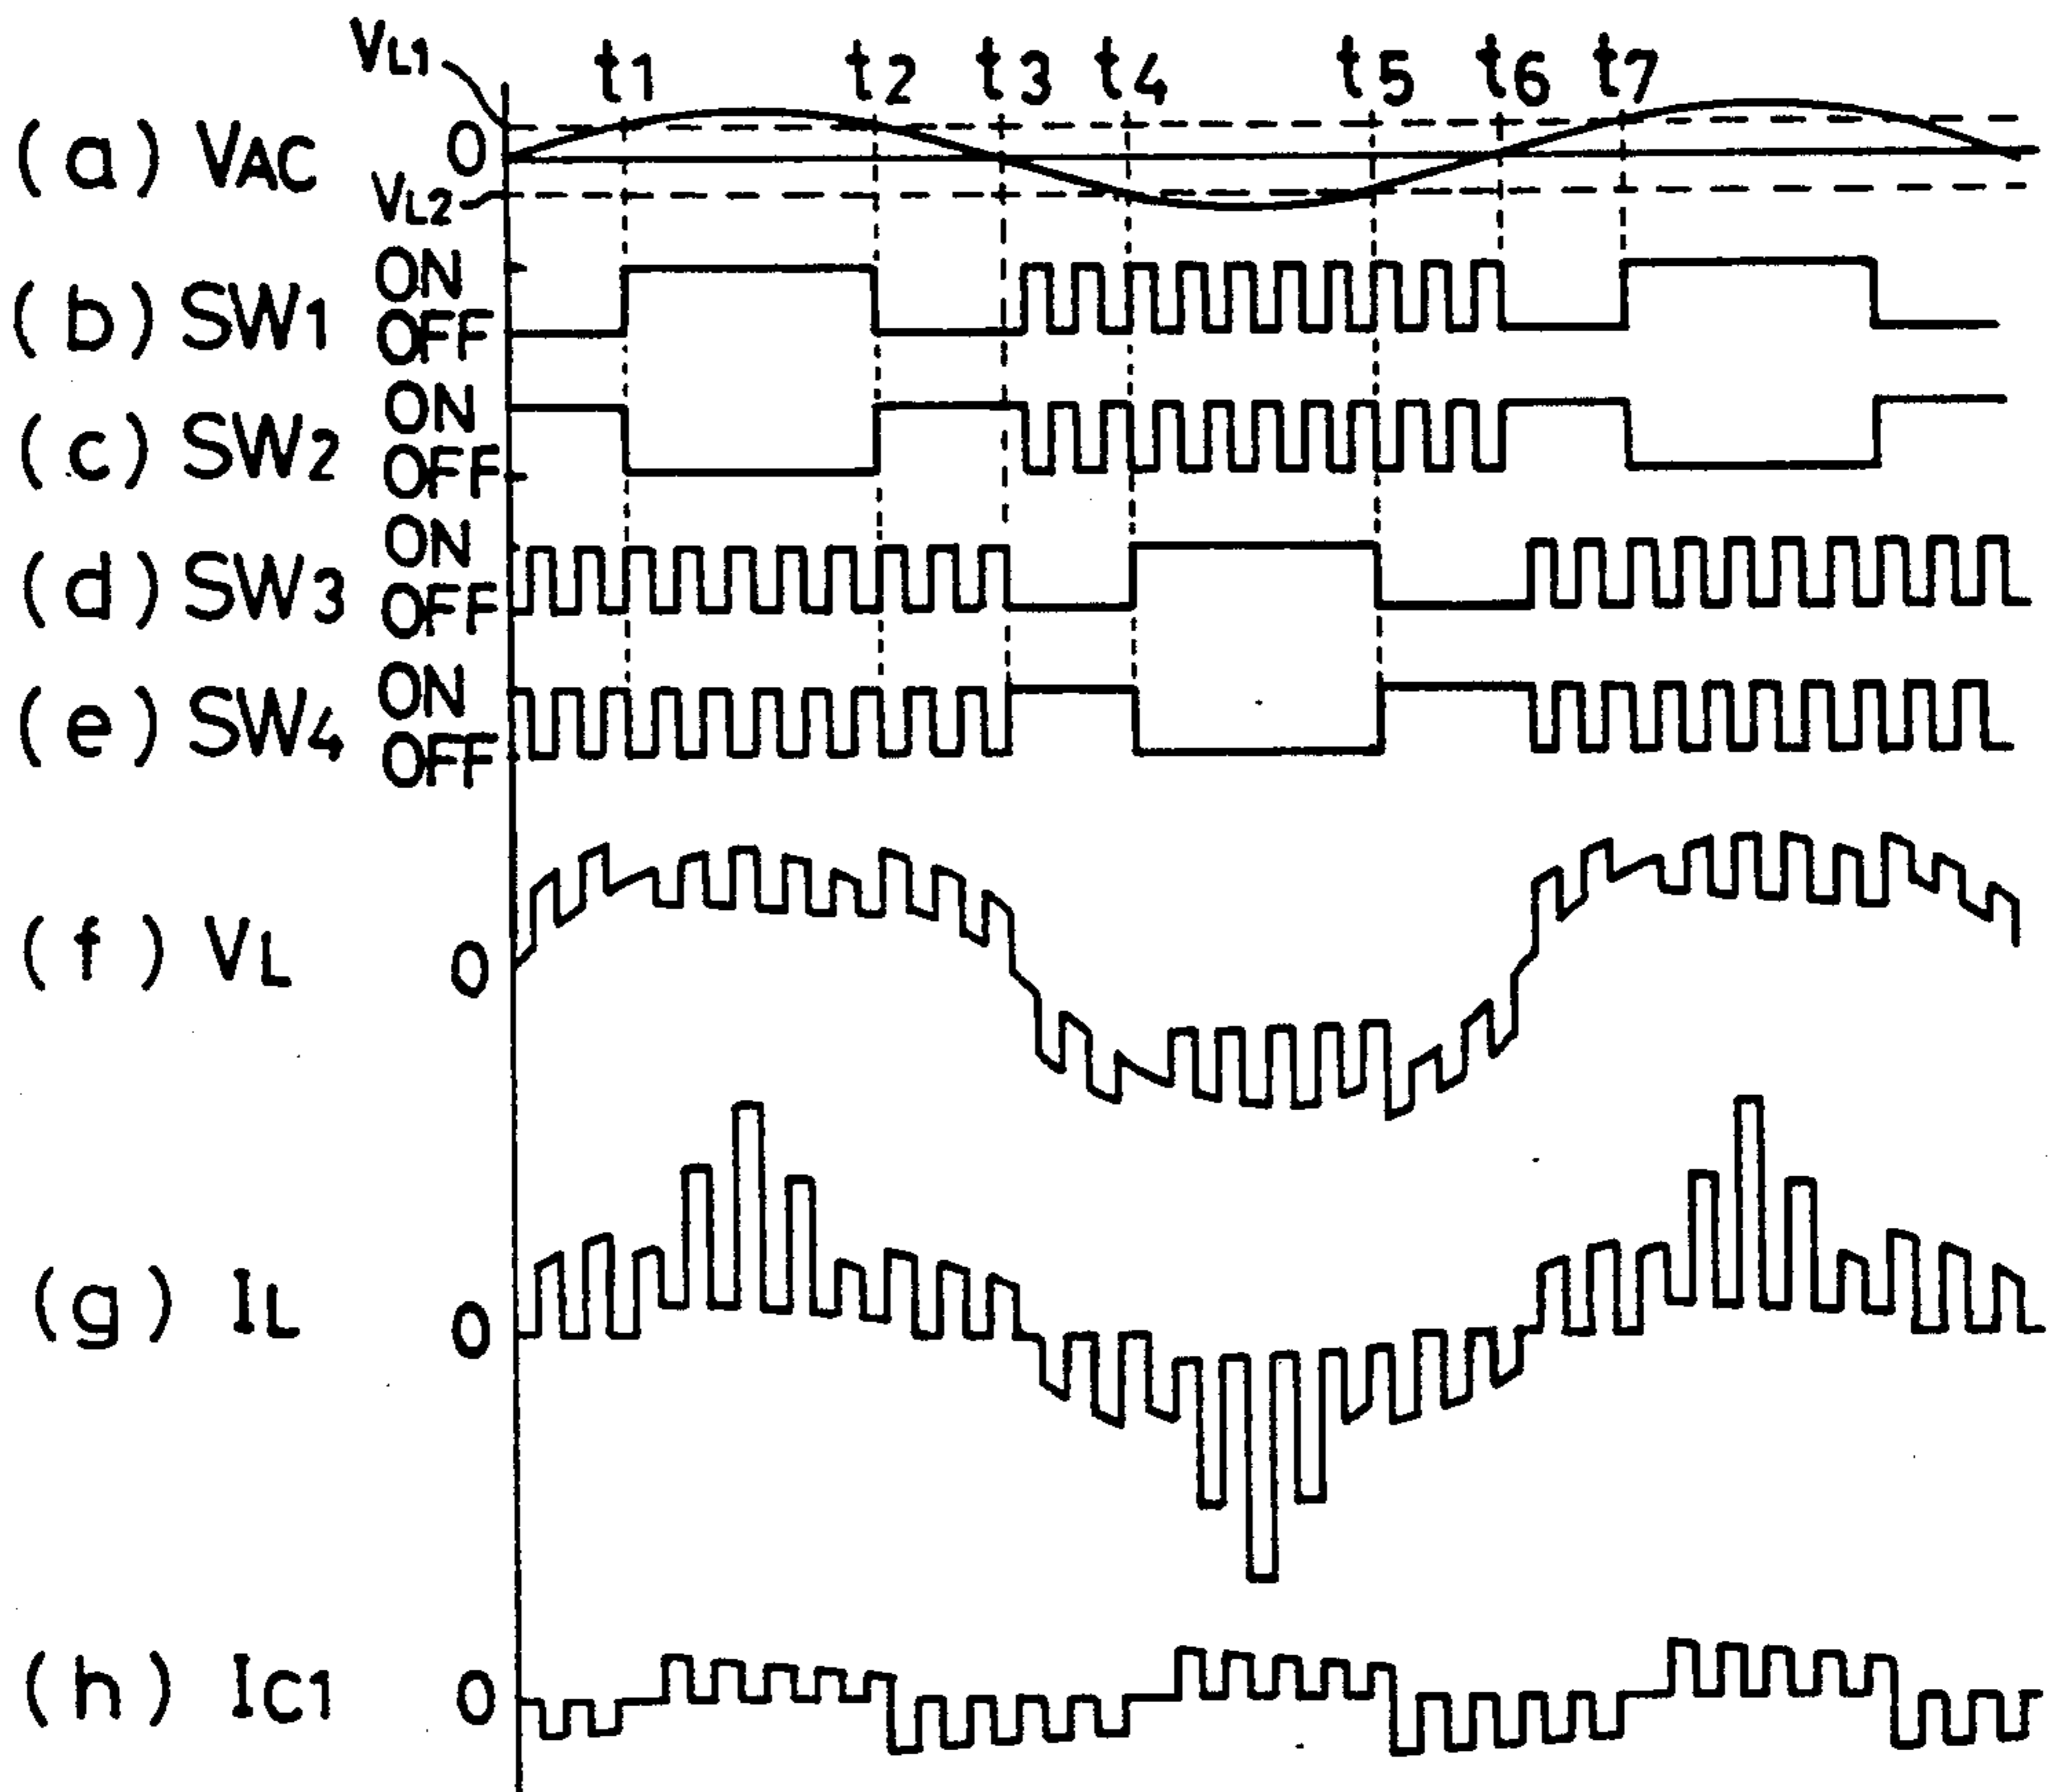 VL1 t1 t2 t3 t4 t5 t6 t7
(a) VAC 0
VL2
(b) SW1 ON
OFF
(c) SW2 ON
OFF
(d) SW3 ON
OFF
(e) SW4 ON
OFF
(f) VL 0
(g) IL 0
(h) IC1 0